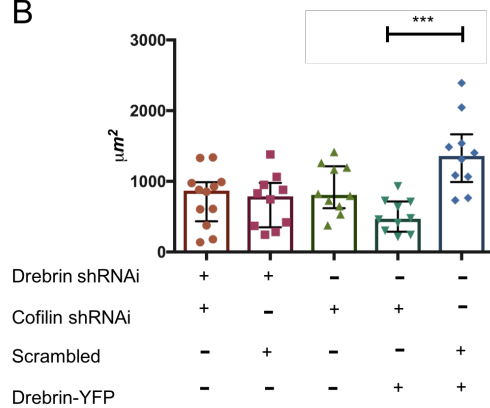 B
***
3000
2000
μm²
1000
0
Drebrin shRNAi + + - - -
Cofilin shRNAi + - + + -
Scrambled - + - - +
Drebrin-YFP - - - + +